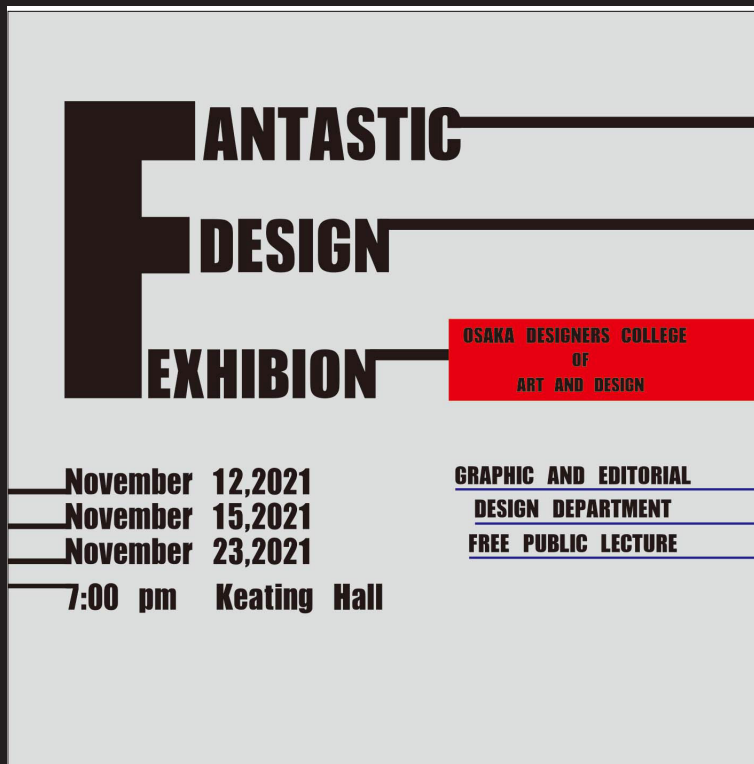 FANTASTIC
DESIGN
EXHIBION
OSAKA DESIGNERS COLLEGE
OF
ART AND DESIGN
November 12,2021
November 15,2021
November 23,2021
7:00 pm Keating Hall
GRAPHIC AND EDITORIAL
DESIGN DEPARTMENT
FREE PUBLIC LECTURE